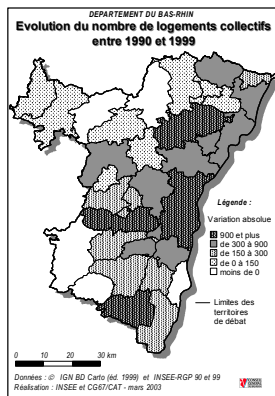 DEPARTEMENT DU BAS-RHIN
Evolution du nombre de logements collectifs
entre 1990 et 1999
Légende :
Variation absolue
900 et plus
de 300 à 900
de 150 à 300
de 0 à 150
moins de 0
Limites des
territoires
de débat
0 10 20 30 km
Données : © IGN BD Carto (éd. 1999) et INSEE-RGP 90 et 99
Réalisation : INSEE et CG67/CAT - mars 2003